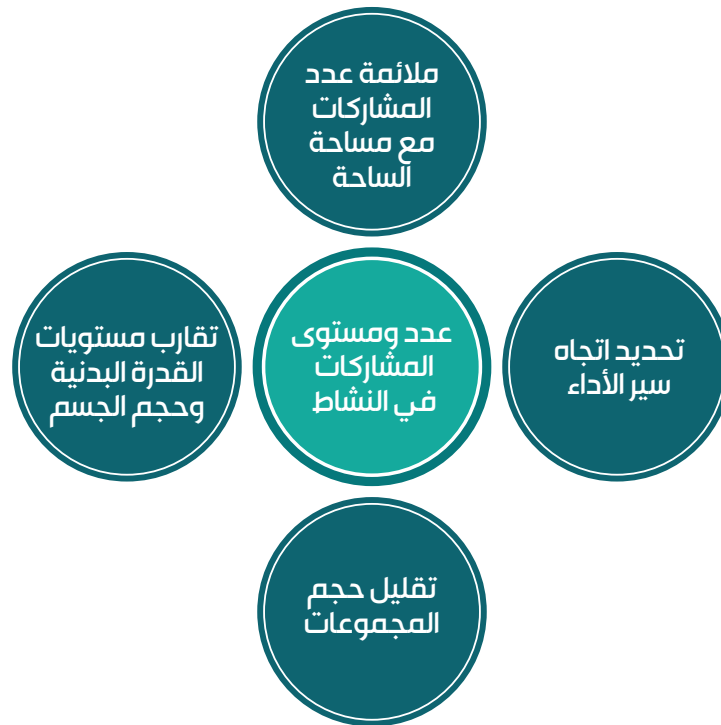 ملائمة عدد
المشاركات
مع مساحة
الساحة
تحديد اتجاه
سير الأداء
عدد ومستوى
المشاركات
في النشاط
تقارب مستويات
القدرة البدنية
وحجم الجسم
تقليل حجم
المجموعات